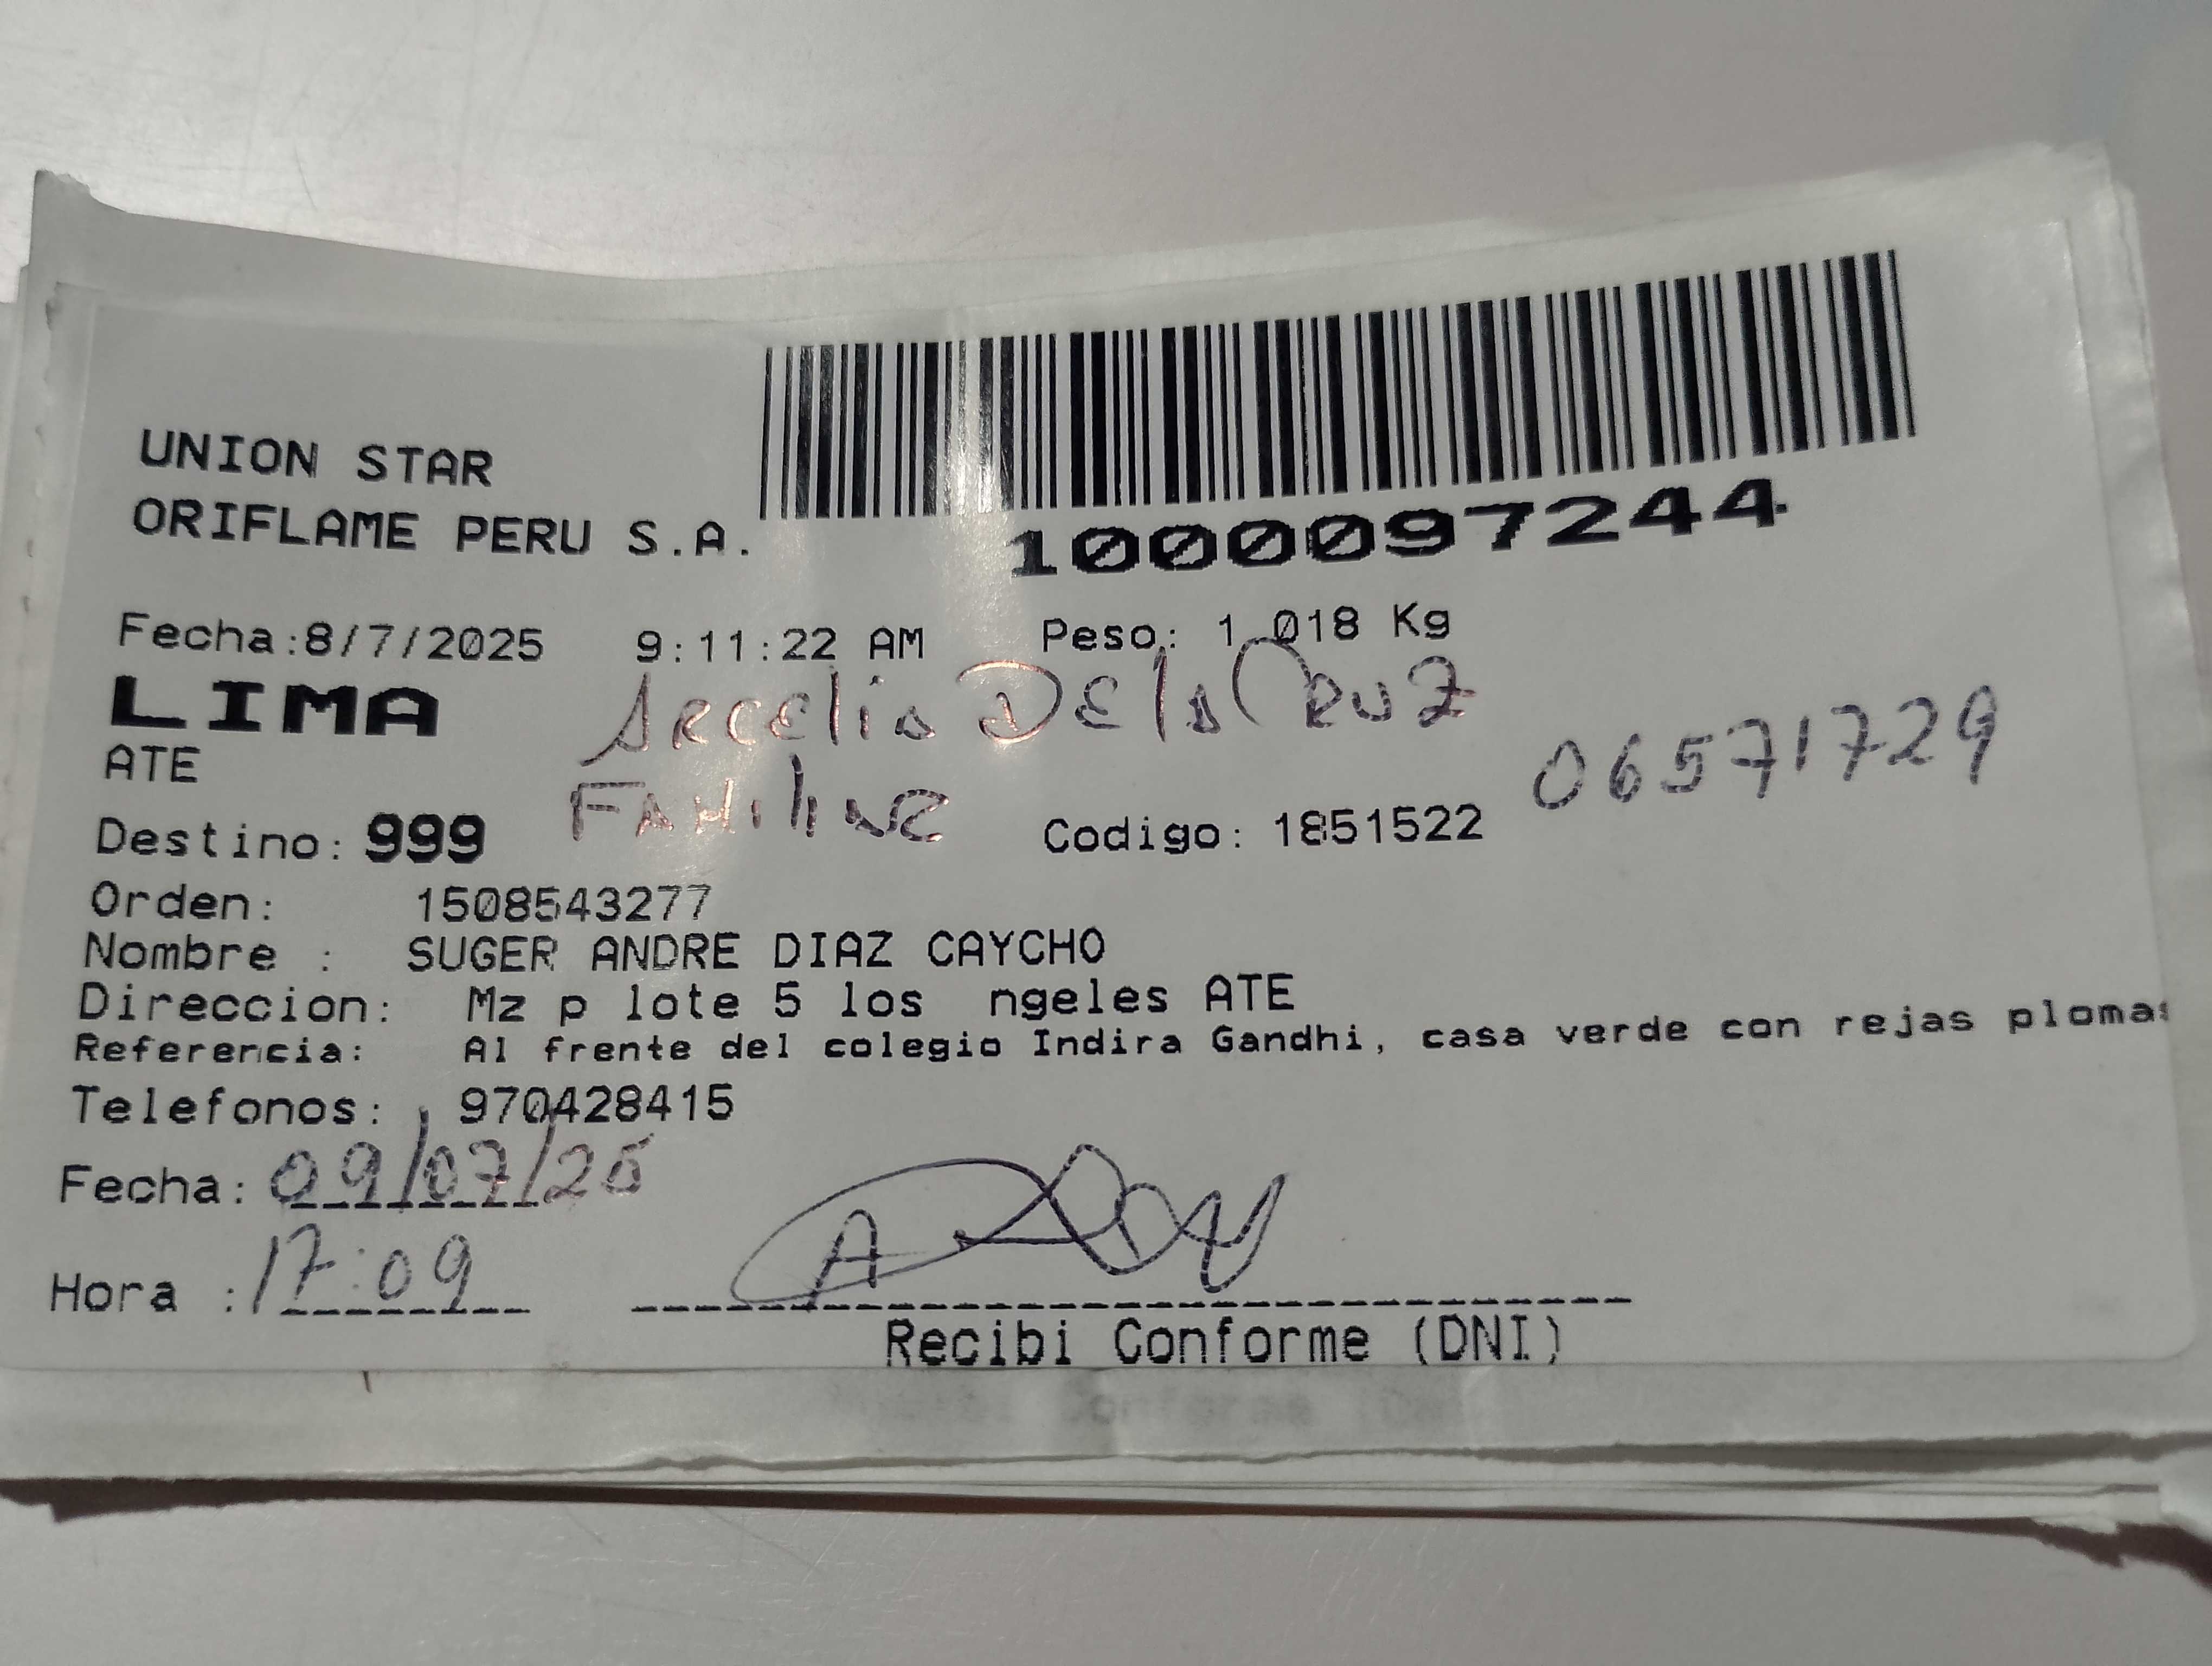 UNION STAR
ORIFLAME PERU S.A.
1000097244
Fecha:8/7/2025 9:11:22 AM Peso: 1.018 Kg
LIMA Arcelia De la Cruz
ATE 06571729
FAMiliaR
Destino: 999 Codigo: 1851522
Orden: 1508543277
Nombre : SUGER ANDRE DIAZ CAYCHO
Direccion: Mz p lote 5 los ngeles ATE
Referencia: Al frente del colegio Indira Gandhi, casa verde con rejas plomas
Telefonos: 970428415
Fecha: 09/07/25
Hora : 17:09
Recibi Conforme (DNI)